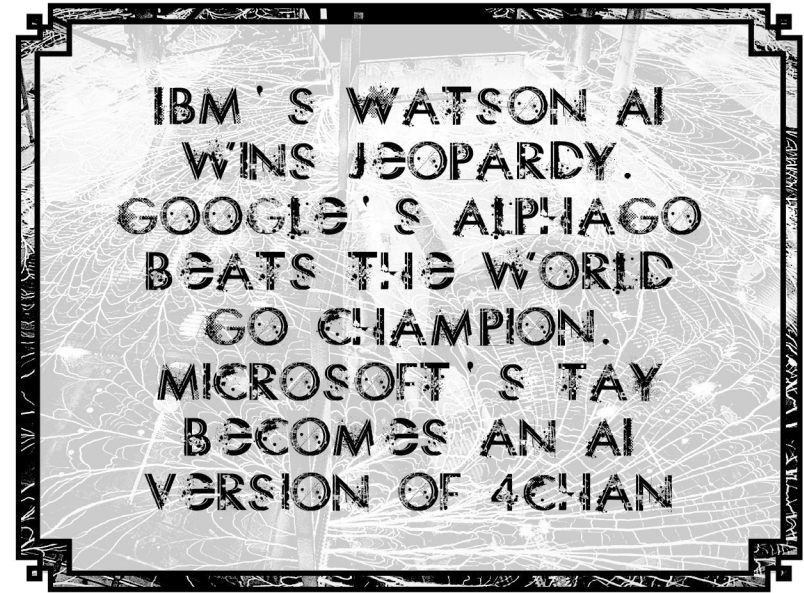 IBM'S WATSON AI
WINS JEOPARDY.
GOOGLE'S ALPHAGO
BEATS THE WORLD
GO CHAMPION.
MICROSOFT'S TAY
BECOMES AN AI
VERSION OF 4CHAN